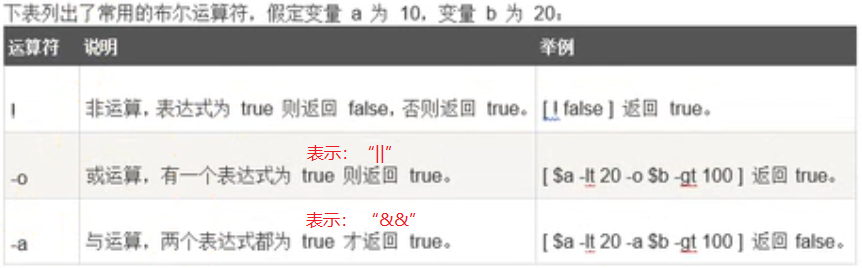 下表列出了常用的布尔运算符，假定变量 a 为 10，变量 b 为 20：
运算符 说明 举例
! 非运算，表达式为 true 则返回 false，否则返回 true。 [ ! false ] 返回 true。
表示：“||”
-o 或运算，有一个表达式为 true 则返回 true。 [ $a -lt 20 -o $b -gt 100 ] 返回 true。
表示：“&&”
-a 与运算，两个表达式都为 true 才返回 true。 [ $a -lt 20 -a $b -gt 100 ] 返回 false。